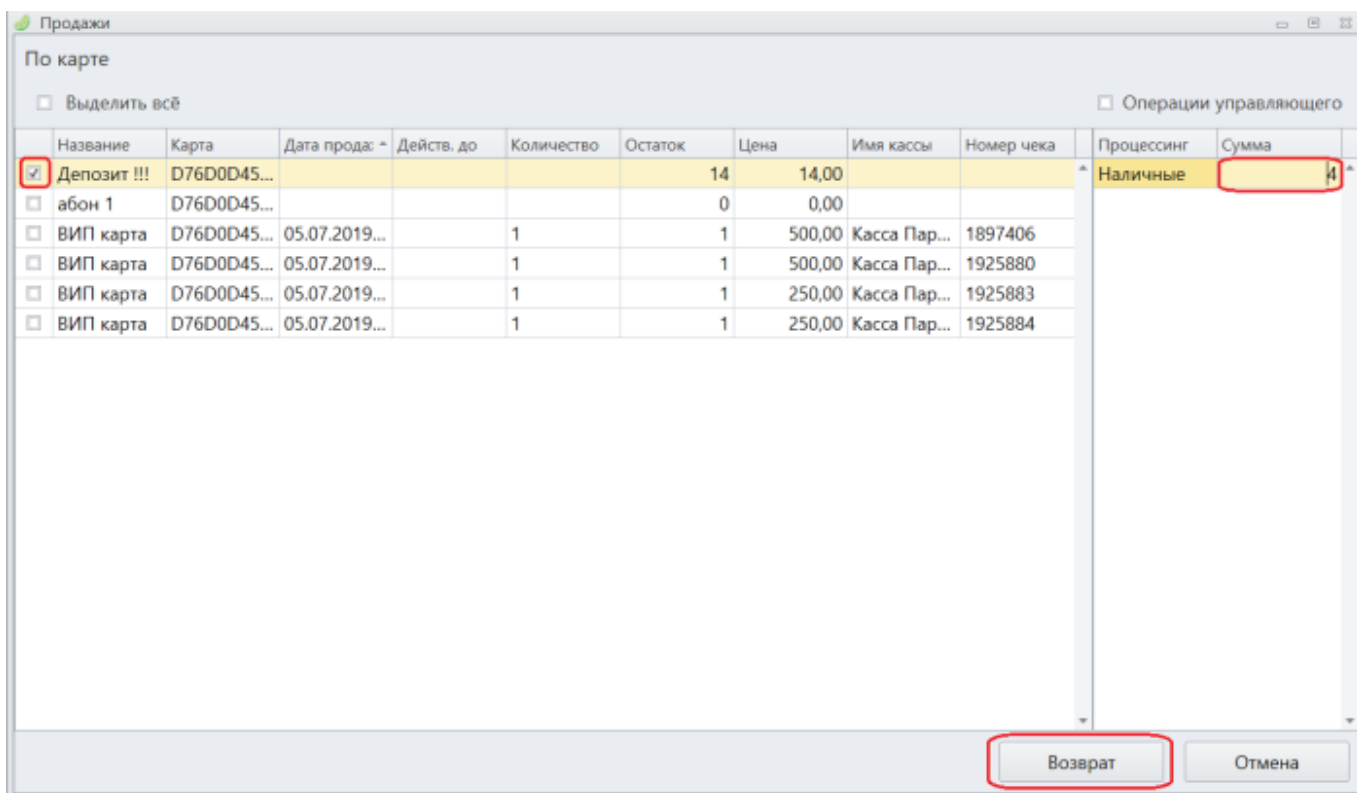 Продажи
По карте
Выделить всё Операции управляющего
Название Карта Дата прода: Действ. до Количество Остаток Цена Имя кассы Номер чека Процессинг Сумма
Депозит !!! D76D0D45... 14 14,00 Наличные 4
абон 1 D76D0D45... 0 0,00
ВИП карта D76D0D45... 05.07.2019... 1 1 500,00 Касса Пар... 1897406
ВИП карта D76D0D45... 05.07.2019... 1 1 500,00 Касса Пар... 1925880
ВИП карта D76D0D45... 05.07.2019... 1 1 250,00 Касса Пар... 1925883
ВИП карта D76D0D45... 05.07.2019... 1 1 250,00 Касса Пар... 1925884
Возврат Отмена